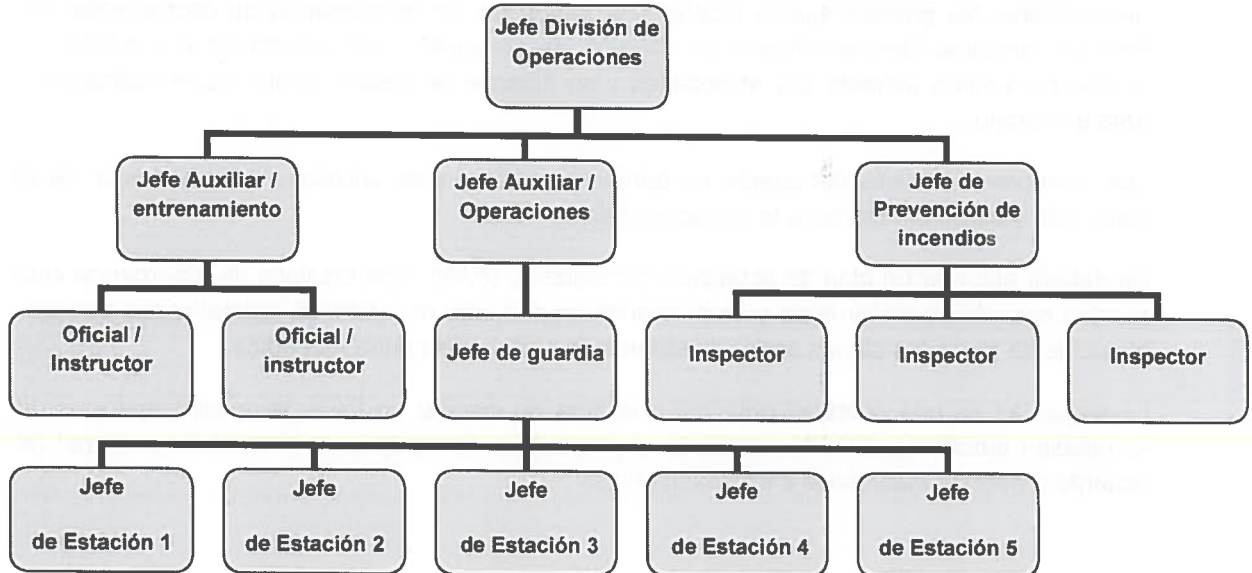 Jefe División de
Operaciones
Jefe Auxiliar /
entrenamiento
Jefe Auxiliar /
Operaciones
Jefe de
Prevención de
incendios
Oficial /
Instructor
Oficial /
instructor
Jefe de guardia
Inspector
Inspector
Inspector
Jefe
de Estación 1
Jefe
de Estación 2
Jefe
de Estación 3
Jefe
de Estación 4
Jefe
de Estación 5